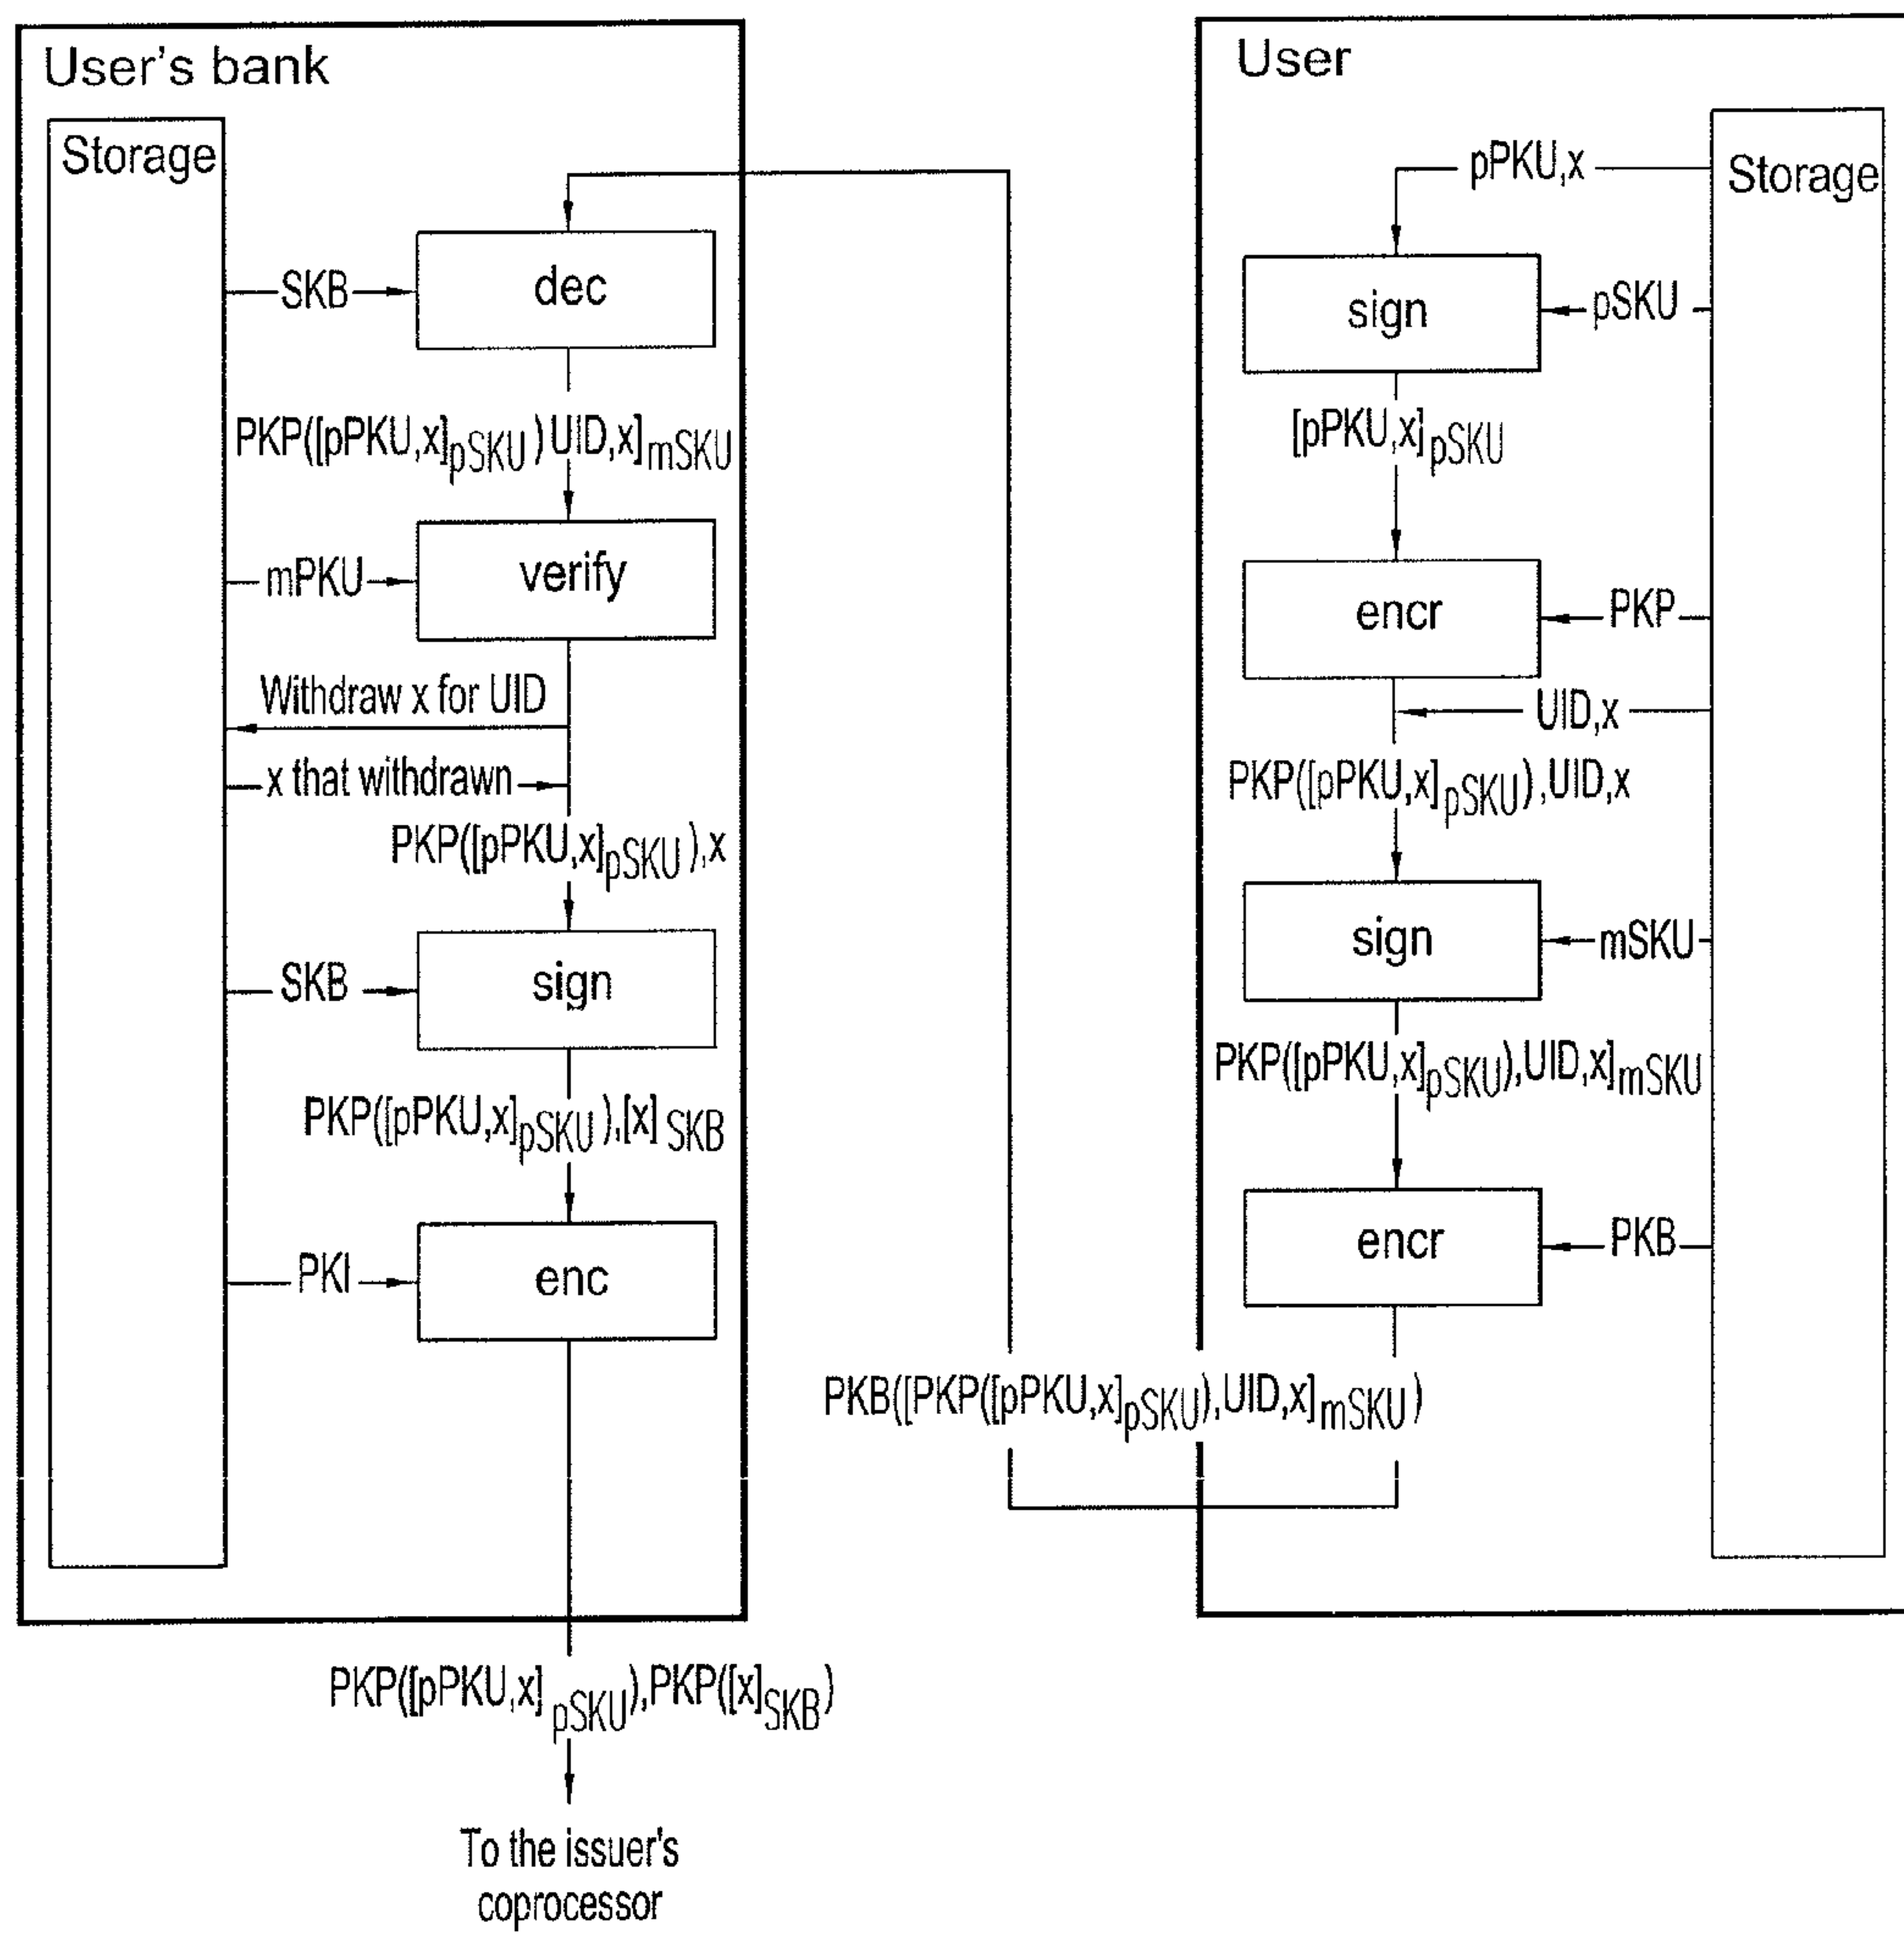 User's bank
Storage
SKB
dec
PKP([pPKU,x]pSKU)UID,x]mSKU
mPKU
verify
Withdraw x for UID
x that withdrawn
PKP([pPKU,x]pSKU),x
SKB
sign
PKP([pPKU,x]pSKU),[x]SKB
PKI
enc
PKP([pPKU,x]pSKU),PKP([x]SKB)
To the issuer's
coprocessor
User
Storage
pPKU,x
sign
pSKU
[pPKU,x]pSKU
encr
PKP
UID,x
PKP([pPKU,x]pSKU),UID,x
sign
mSKU
PKP([pPKU,x]pSKU),UID,x]mSKU
encr
PKB
PKB([PKP([pPKU,x]pSKU),UID,x]mSKU)